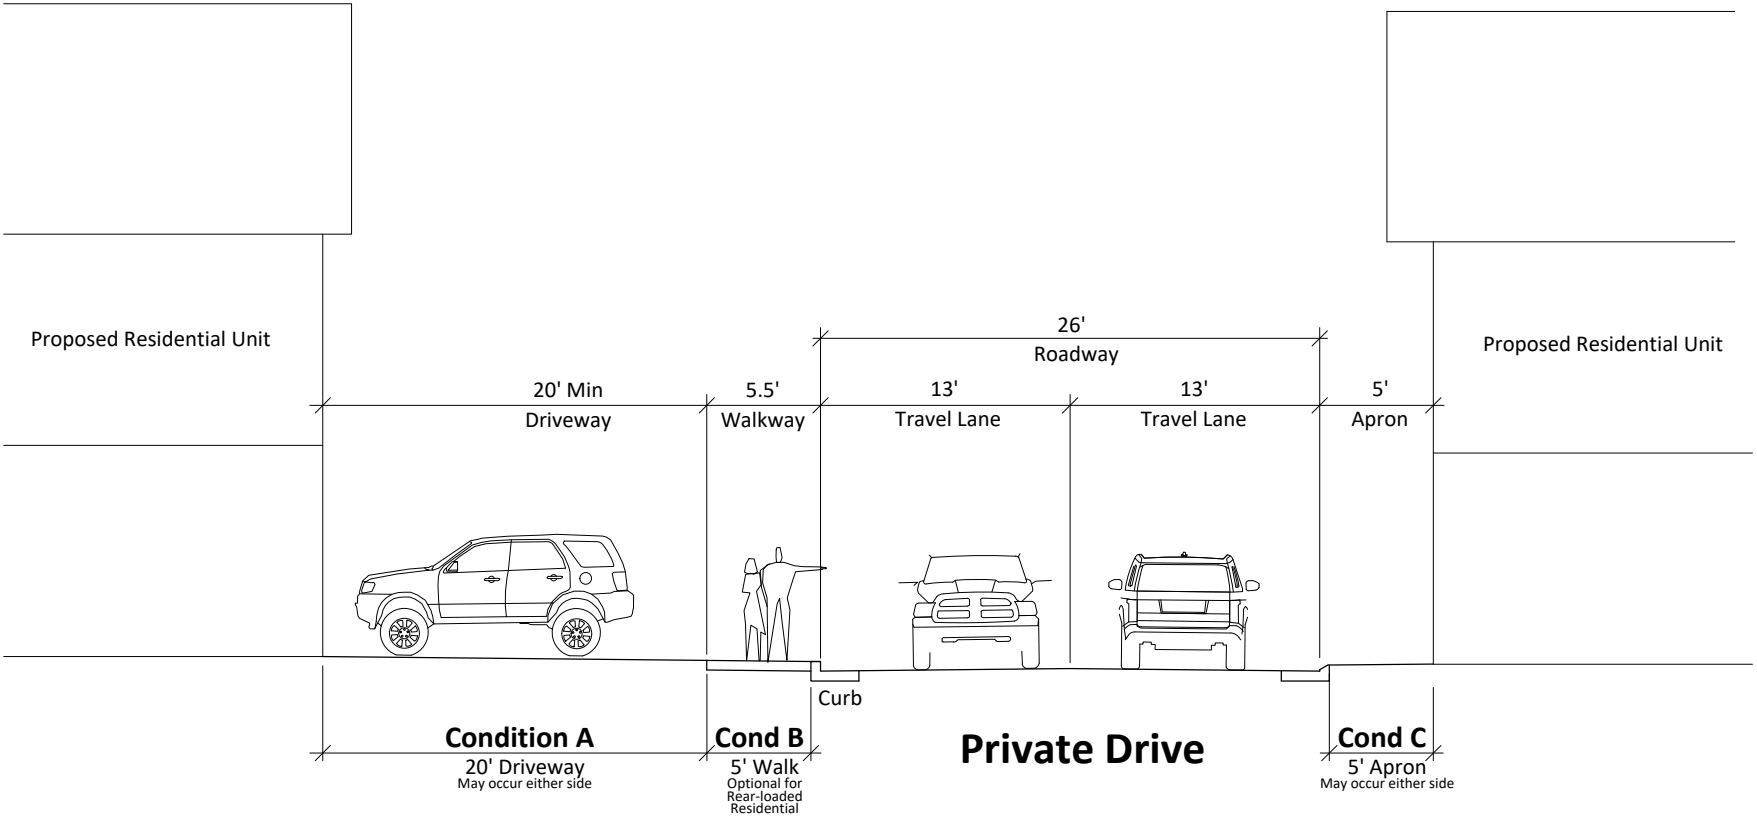 26'
Roadway
Proposed Residential Unit
Proposed Residential Unit
20' Min
Driveway
5.5'
Walkway
13'
Travel Lane
13'
Travel Lane
5'
Apron
Curb
Condition A
20' Driveway
May occur either side
Cond B
5' Walk
Optional for
Rear-loaded
Residential
Private Drive
Cond C
5' Apron
May occur either side